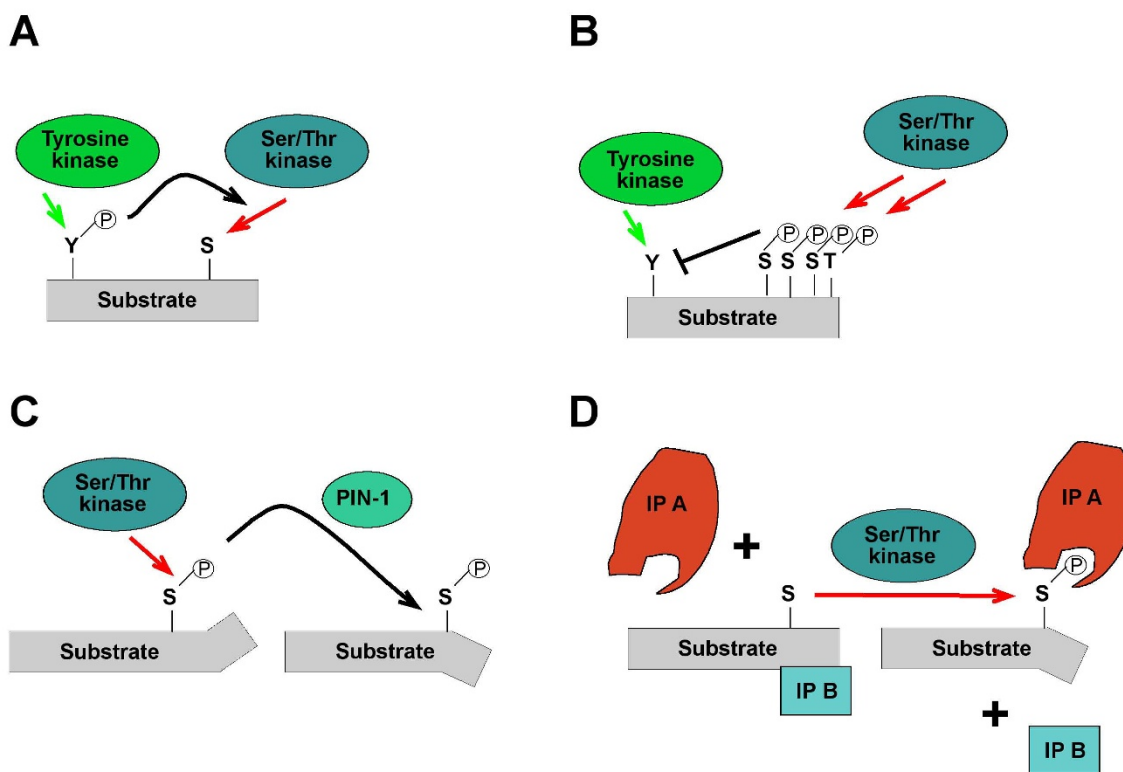 A
Tyrosine
kinase
Ser/Thr
kinase
P
Y
S
Substrate
B
Ser/Thr
kinase
Tyrosine
kinase
P P P P
Y
S S S T
Substrate
C
Ser/Thr
kinase
PIN-1
P
P
S
S
Substrate
Substrate
D
IP A
IP A
+
Ser/Thr
kinase
P
S
S
Substrate
Substrate
IP B
+
IP B